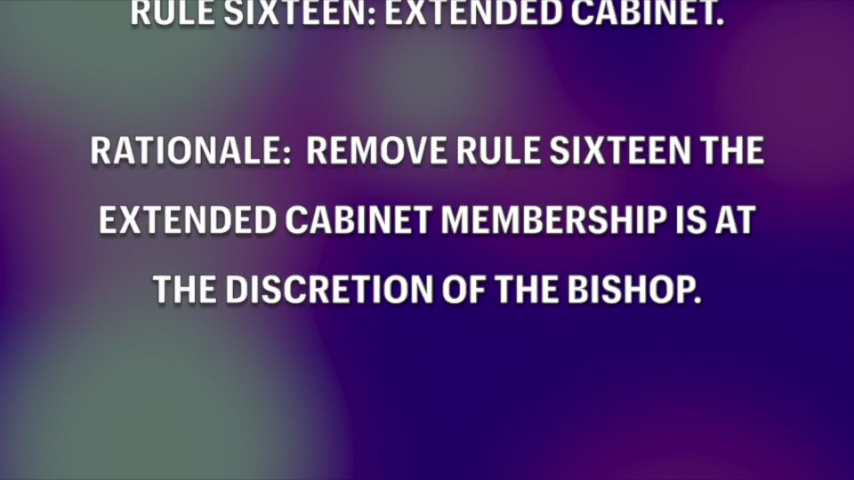 RULE SIXTEEN: EXTENDED CABINET.
RATIONALE: REMOVE RULE SIXTEEN THE
EXTENDED CABINET MEMBERSHIP IS AT
THE DISCRETION OF THE BISHOP.